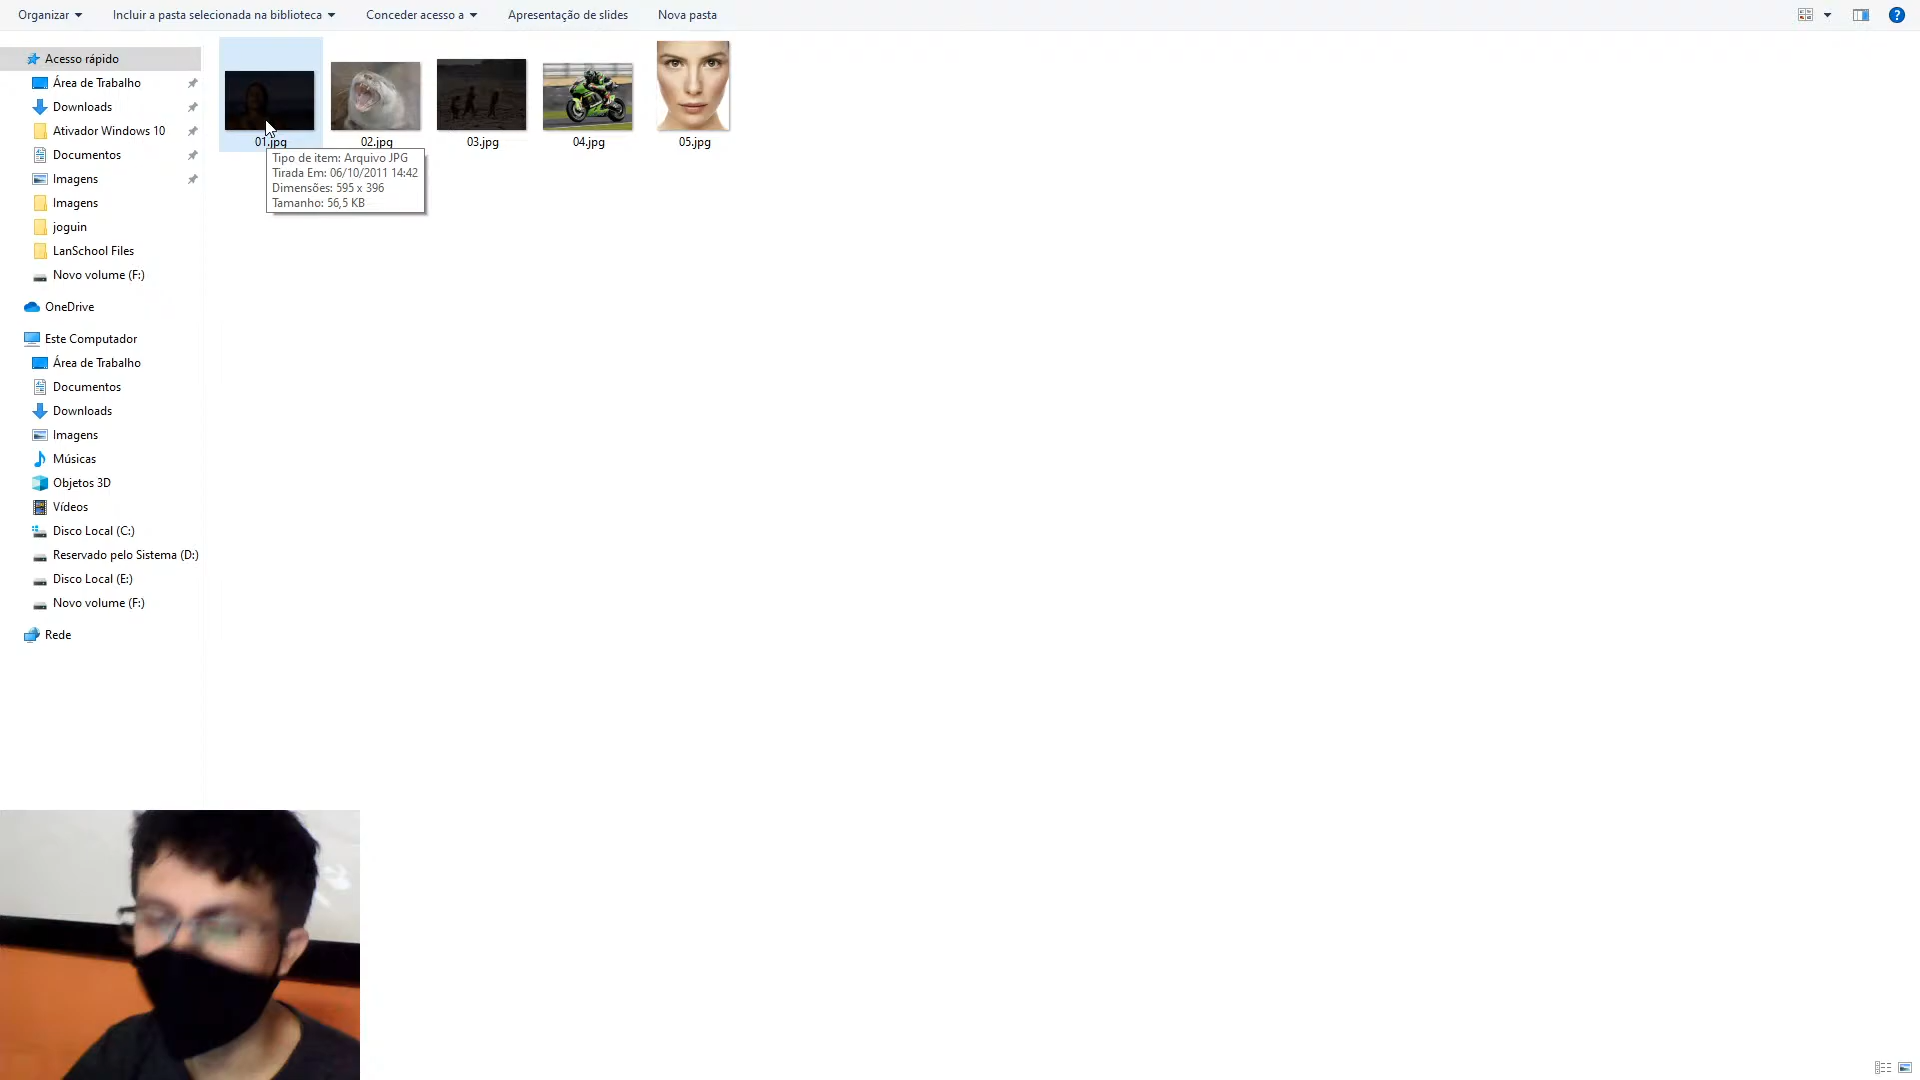 Organizar
Incluir a pasta selecionada na biblioteca
Conceder acesso a
Apresentação de slides
Nova pasta
Acesso rápido
Área de Trabalho
Downloads
Ativador Windows 10
Documentos
Imagens
Imagens
joguin
LanSchool Files
Novo volume (F:)
OneDrive
Este Computador
Área de Trabalho
Documentos
Downloads
Imagens
Músicas
Objetos 3D
Vídeos
Disco Local (C:)
Reservado pelo Sistema (D:)
Disco Local (E:)
Novo volume (F:)
Rede
01.jpg
02.jpg
03.jpg
04.jpg
05.jpg
Tipo de item: Arquivo JPG
Tirada Em: 06/10/2011 14:42
Dimensões: 595 x 396
Tamanho: 56,5 KB